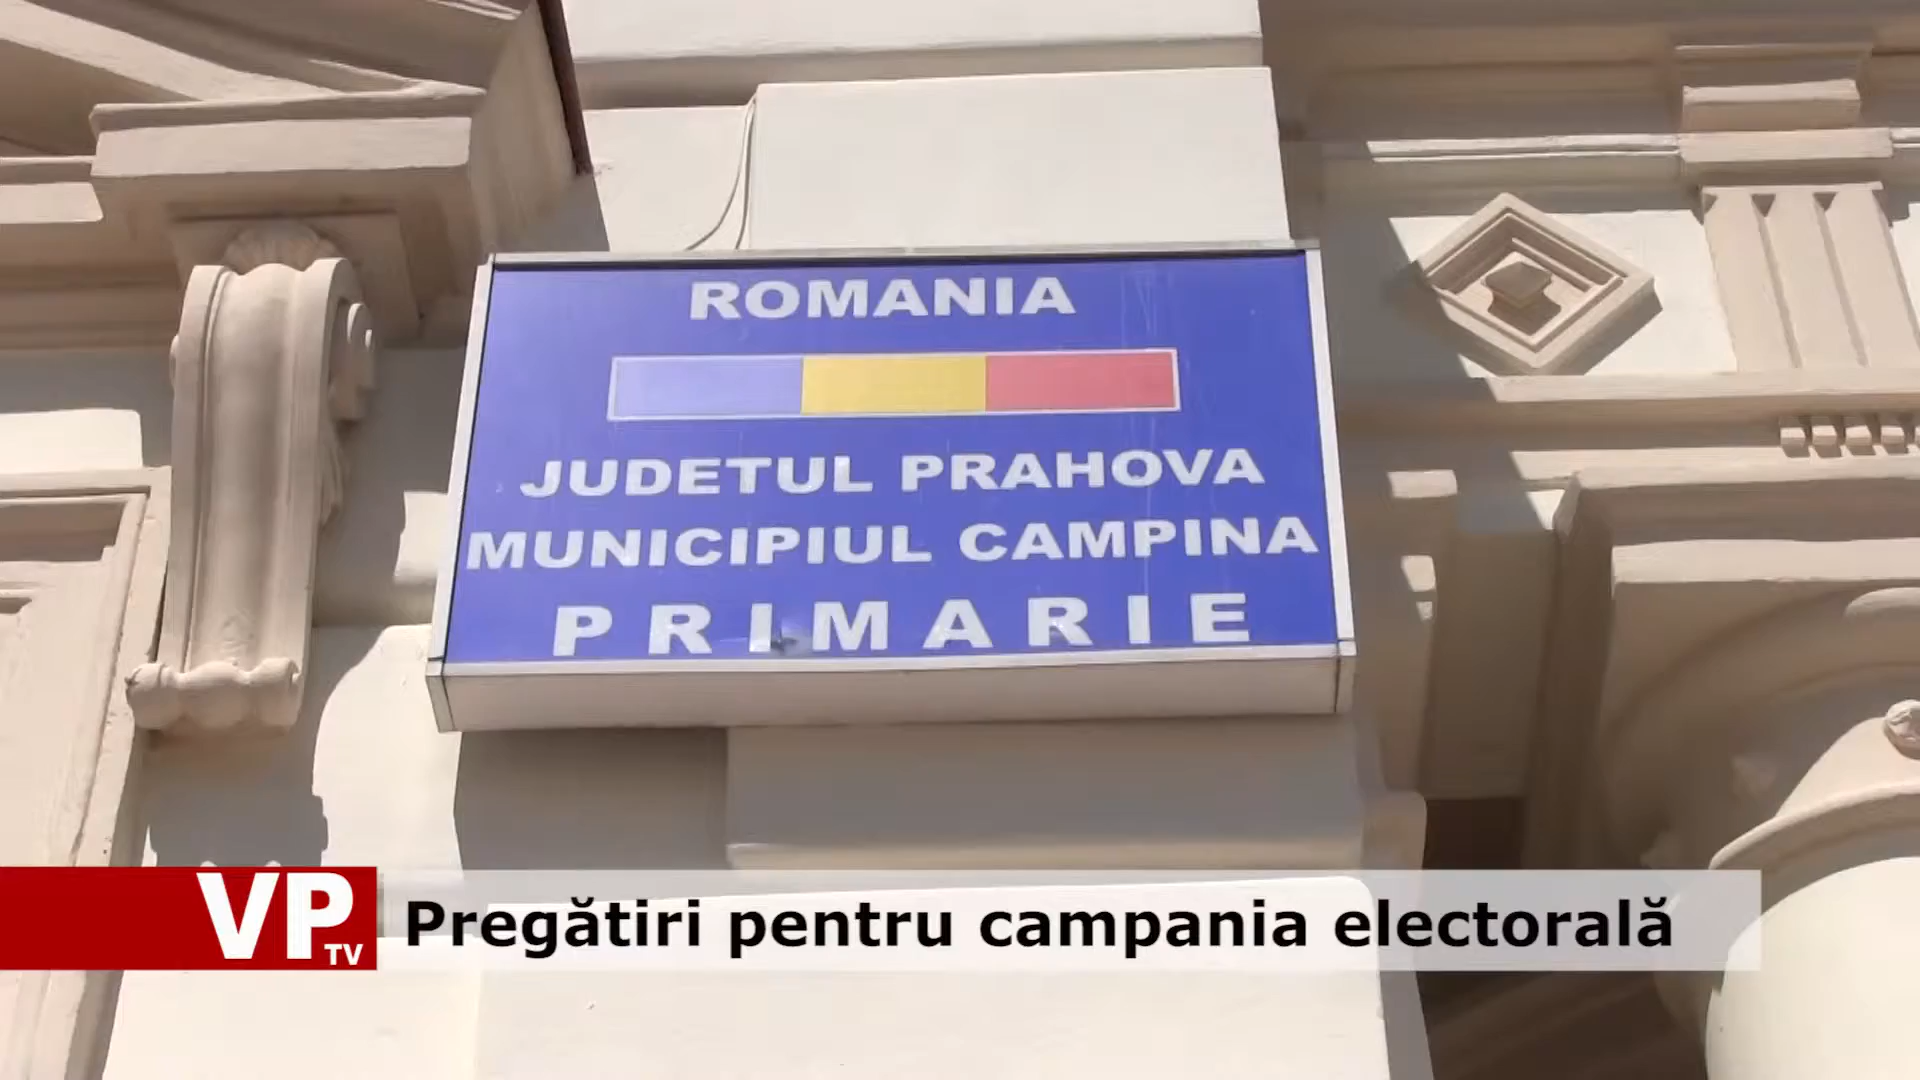 ROMANIA
JUDETUL PRAHOVA
MUNICIPIUL CAMPINA
PRIMARIE
VP TV
Pregătiri pentru campania electorală